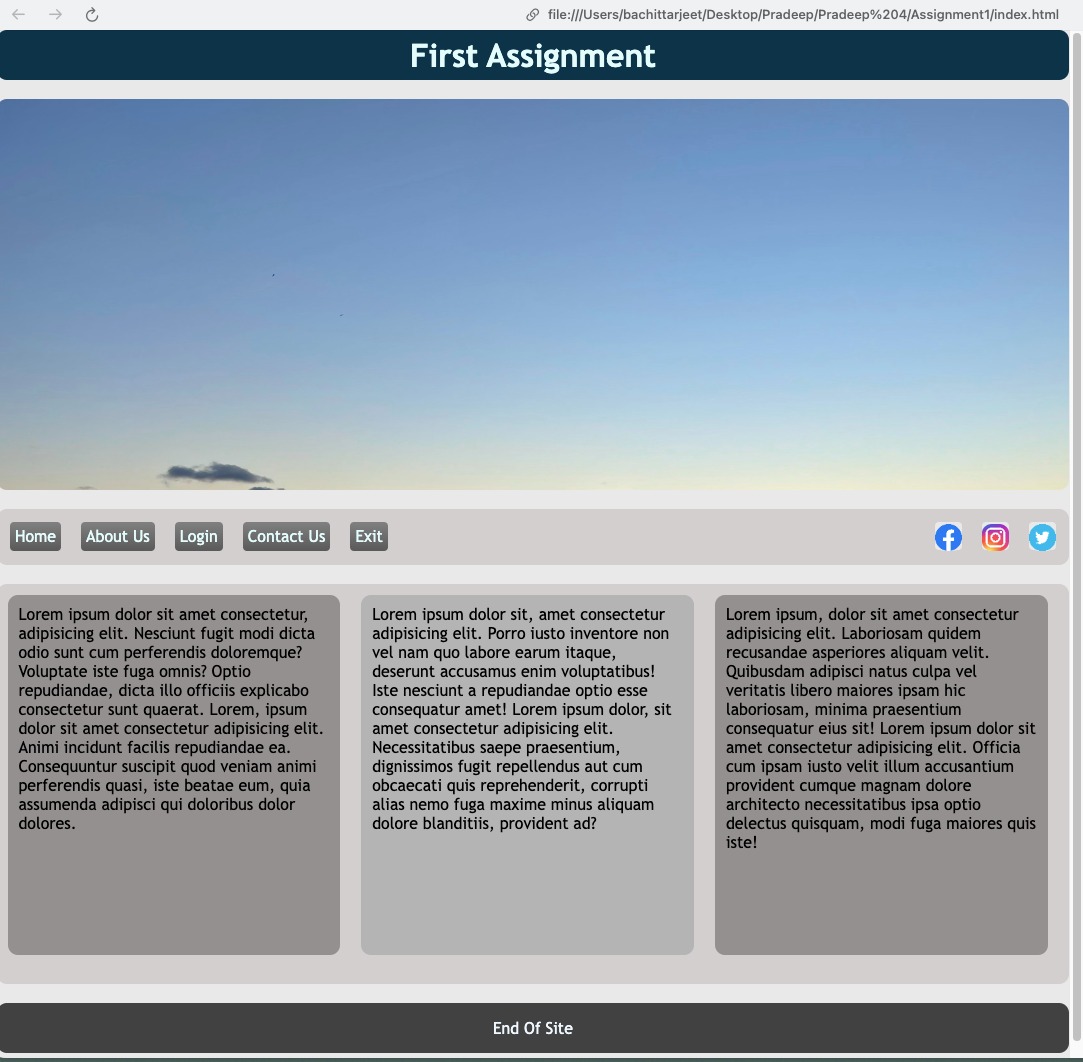 file:///Users/bachittarjeet/Desktop/Pradeep/Pradeep%204/Assignment1/index.html
First Assignment
Home About Us Login Contact Us Exit
Lorem ipsum dolor sit amet consectetur,
adipisicing elit. Nesciunt fugit modi dicta
odio sunt cum perferendis doloremque?
Voluptate iste fuga omnis? Optio
repudiandae, dicta illo officiis explicabo
consectetur sunt quaerat. Lorem, ipsum
dolor sit amet consectetur adipisicing elit.
Animi incidunt facilis repudiandae ea.
Consequuntur suscipit quod veniam animi
perferendis quasi, iste beatae eum, quia
assumenda adipisci qui doloribus dolor
dolores.
Lorem ipsum dolor sit, amet consectetur
adipisicing elit. Porro iusto inventore non
vel nam quo labore earum itaque,
deserunt accusamus enim voluptatibus!
Iste nesciunt a repudiandae optio esse
consequatur amet! Lorem ipsum dolor, sit
amet consectetur adipisicing elit.
Necessitatibus saepe praesentium,
dignissimos fugit repellendus aut cum
obcaecati quis reprehenderit, corrupti
alias nemo fuga maxime minus aliquam
dolore blanditiis, provident ad?
Lorem ipsum, dolor sit amet consectetur
adipisicing elit. Laboriosam quidem
recusandae asperiores aliquam velit.
Quibusdam adipisci natus culpa vel
veritatis libero maiores ipsam hic
laboriosam, minima praesentium
consequatur eius sit! Lorem ipsum dolor sit
amet consectetur adipisicing elit. Officia
cum ipsam iusto velit illum accusantium
provident cumque magnam dolore
architecto necessitatibus ipsa optio
delectus quisquam, modi fuga maiores quis
iste!
End Of Site